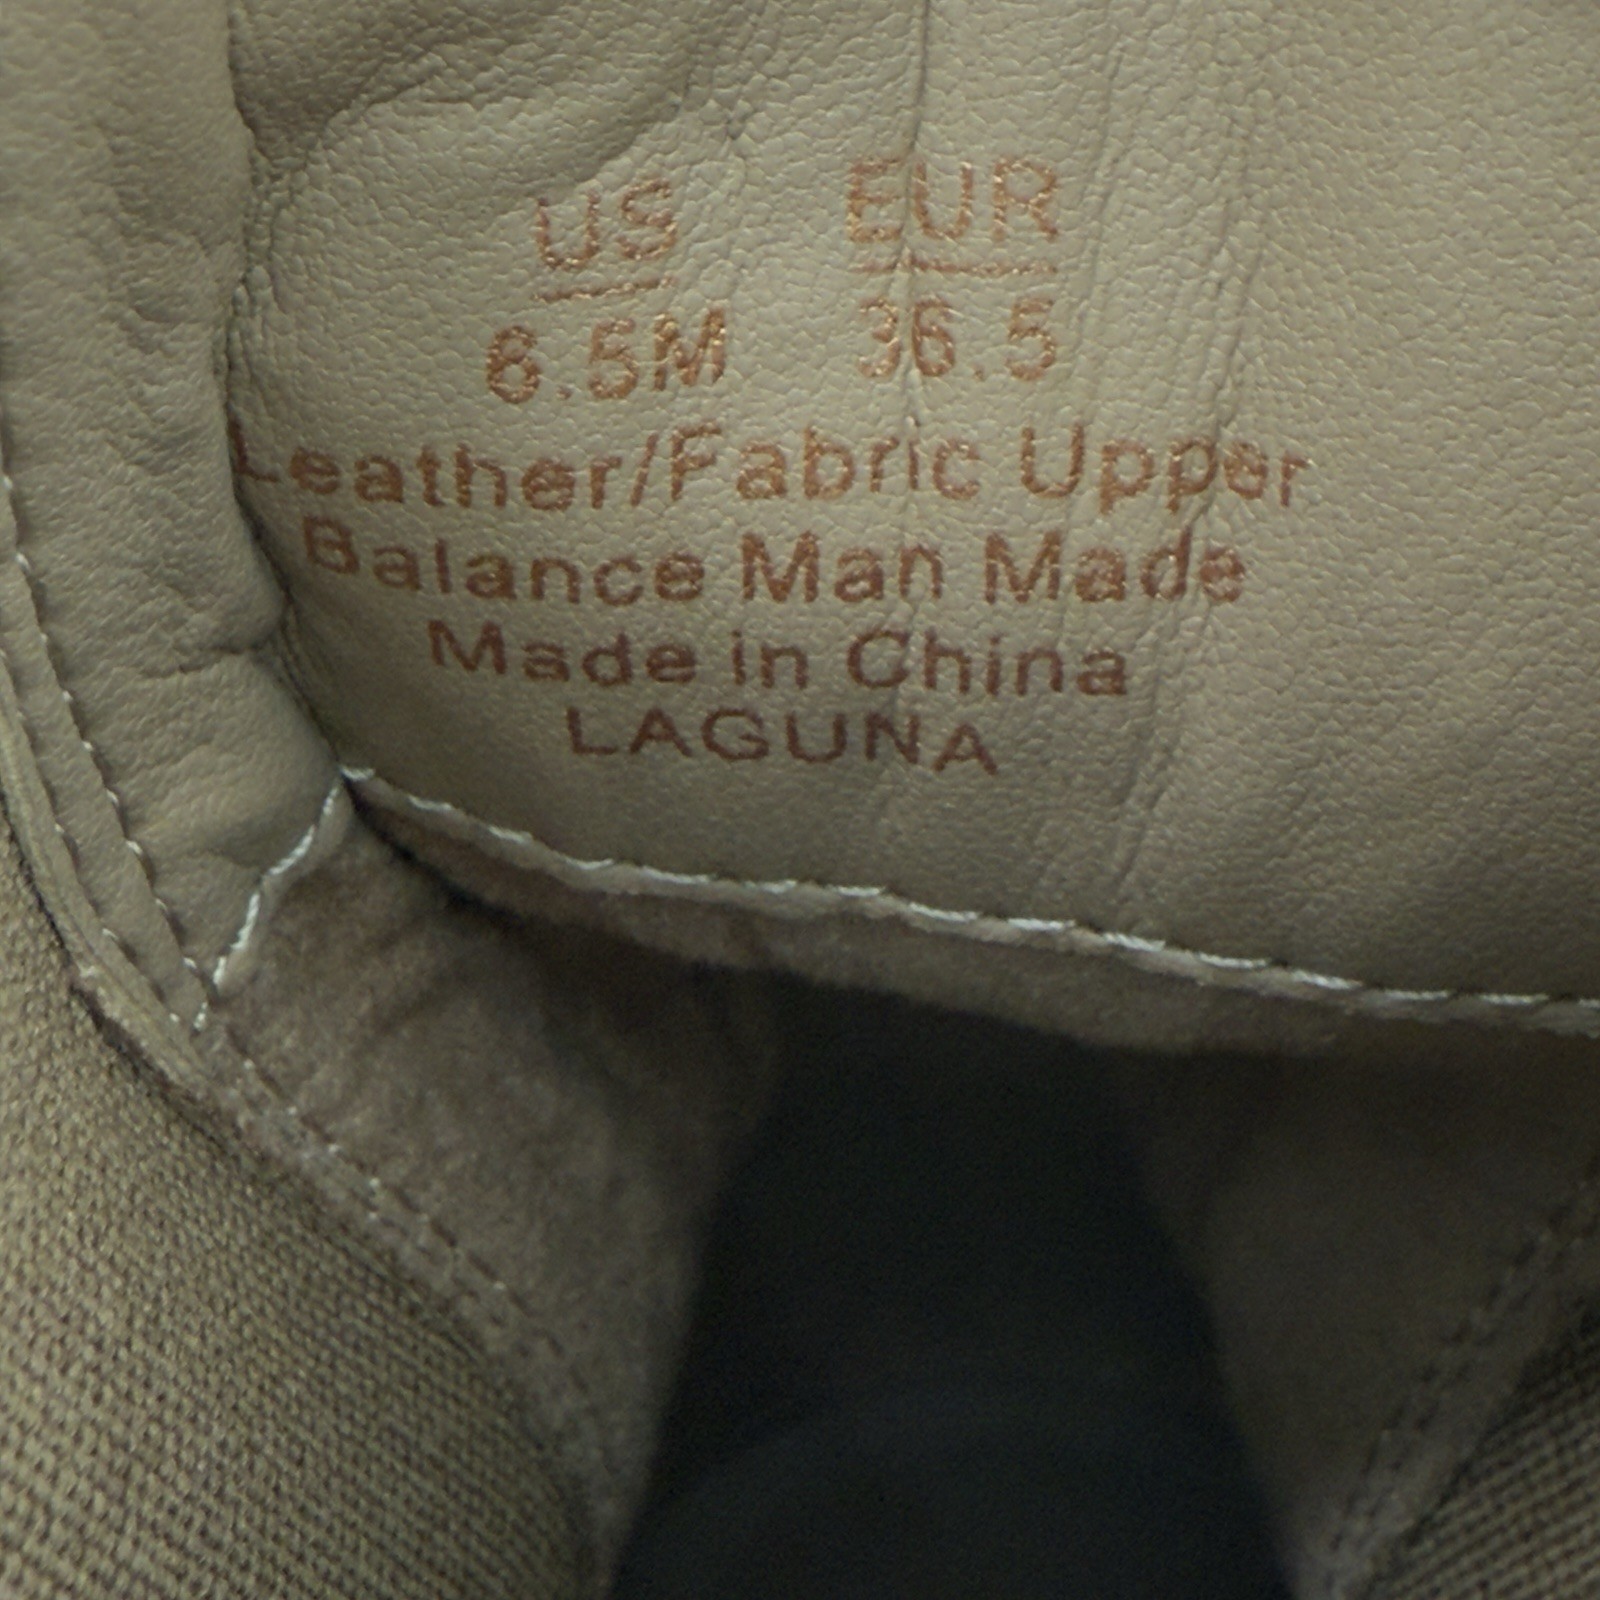 US EUR
6.5M 36.5
Leather/Fabric Upper
Balance Man Made
Made in China
LAGUNA